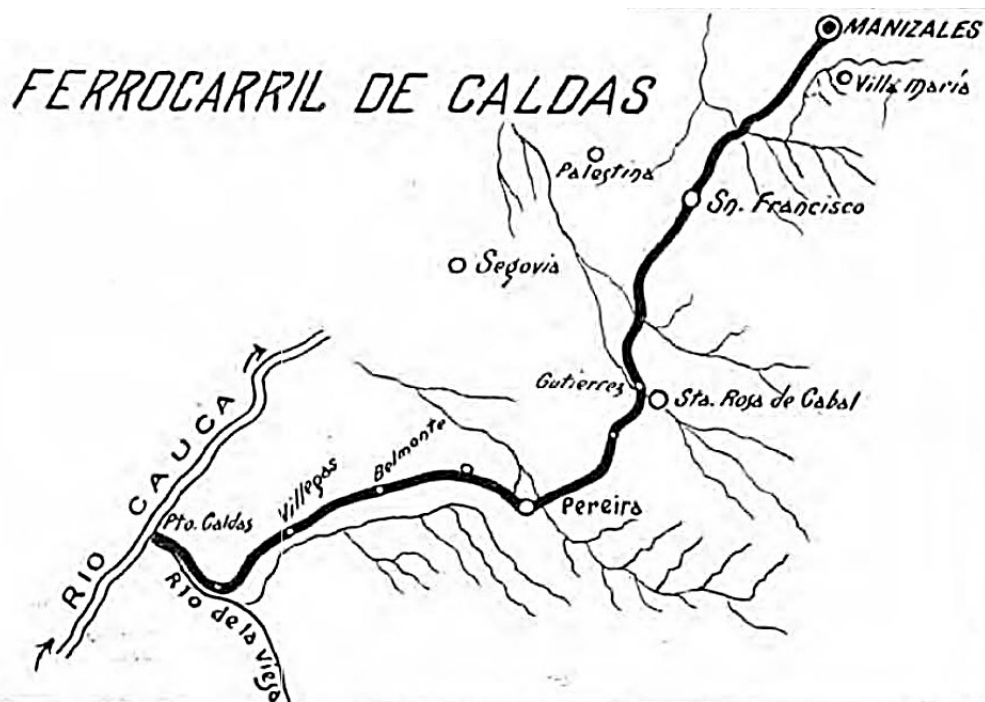 MANIZALES
FERROCARRIL DE CALDAS
Villa María
Palestina
Sn. Francisco
Segovia
Gutierres
Sta. Rosa de Cabal
Belmonte
Villegas
Pereira
RIO CAUCA
Pto. Caldas
RIO de la Vieja